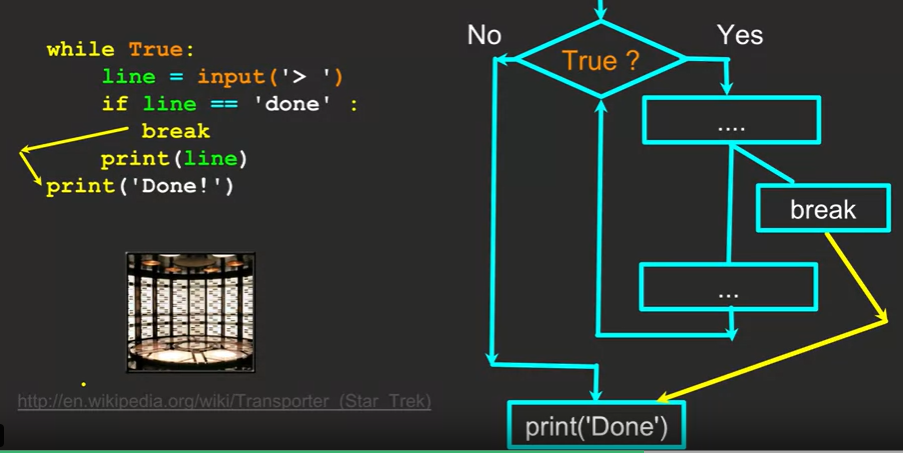 while True:
line = input('> ')
if line == 'done' :
break
print(line)
print('Done!')
http://en.wikipedia.org/wiki/Transporter_(Star_Trek)
No
Yes
True ?
....
break
...
print('Done')